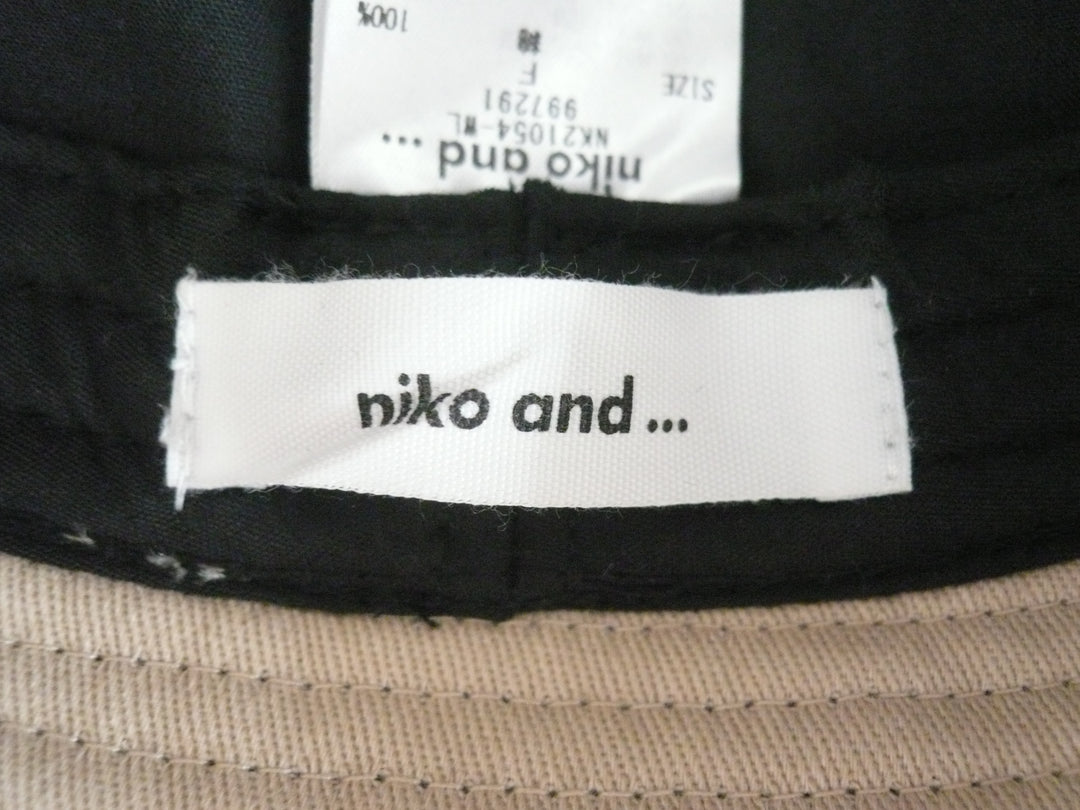 niko and ...
NK21054-WL
997291
SIZE F
綿 100%
niko and ...